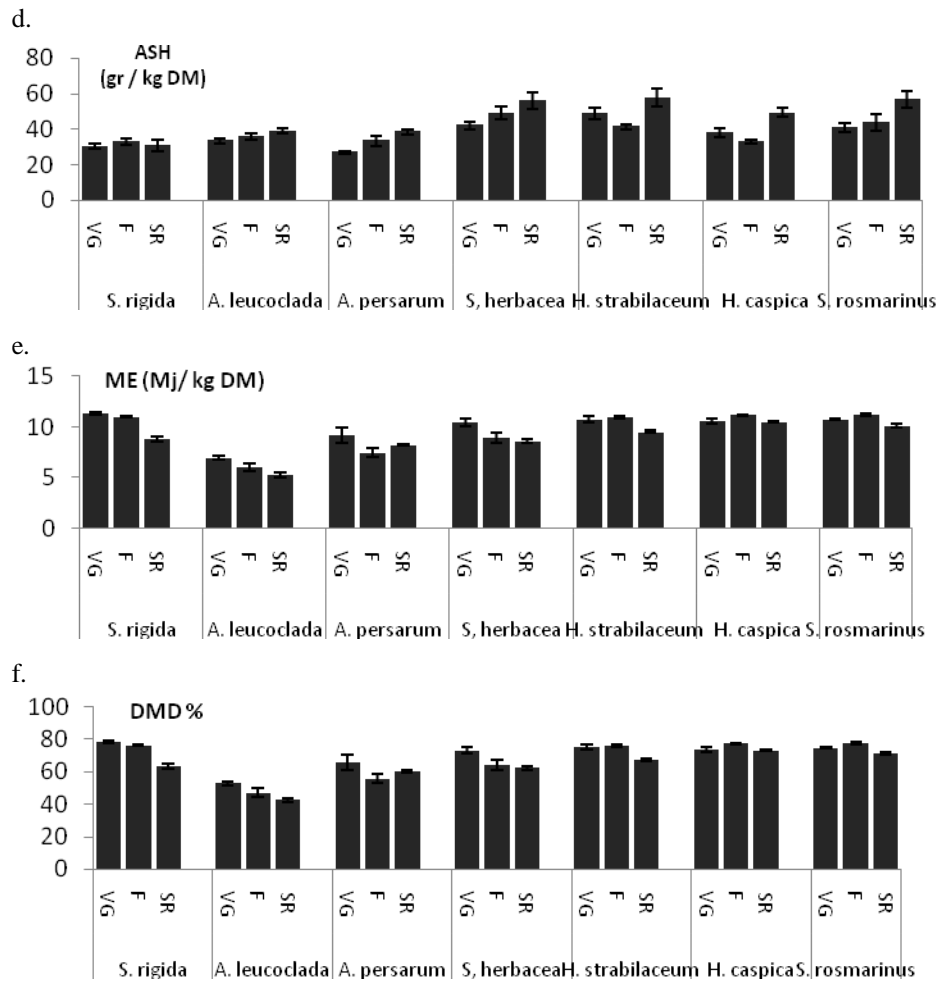 d.
ASH
(gr / kg DM)
80
60
40
20
0
VG F SR VG F SR VG F SR VG F SR VG F SR VG F SR VG F SR
S. rigida A. leucoclada A. persarum S, herbacea H. strabilaceum H. caspica S. rosmarinus
e.
ME (Mj/ kg DM)
15
10
5
0
VG F SR VG F SR VG F SR VG F SR VG F SR VG F SR VG F SR
S. rigida A. leucoclada A. persarum S, herbacea H. strabilaceum H. caspica S. rosmarinus
f.
DMD %
100
80
60
40
20
0
VG F SR VG F SR VG F SR VG F SR VG F SR VG F SR VG F SR
S. rigida A. leucoclada A. persarum S, herbacea H. strabilaceum H. caspica S. rosmarinus